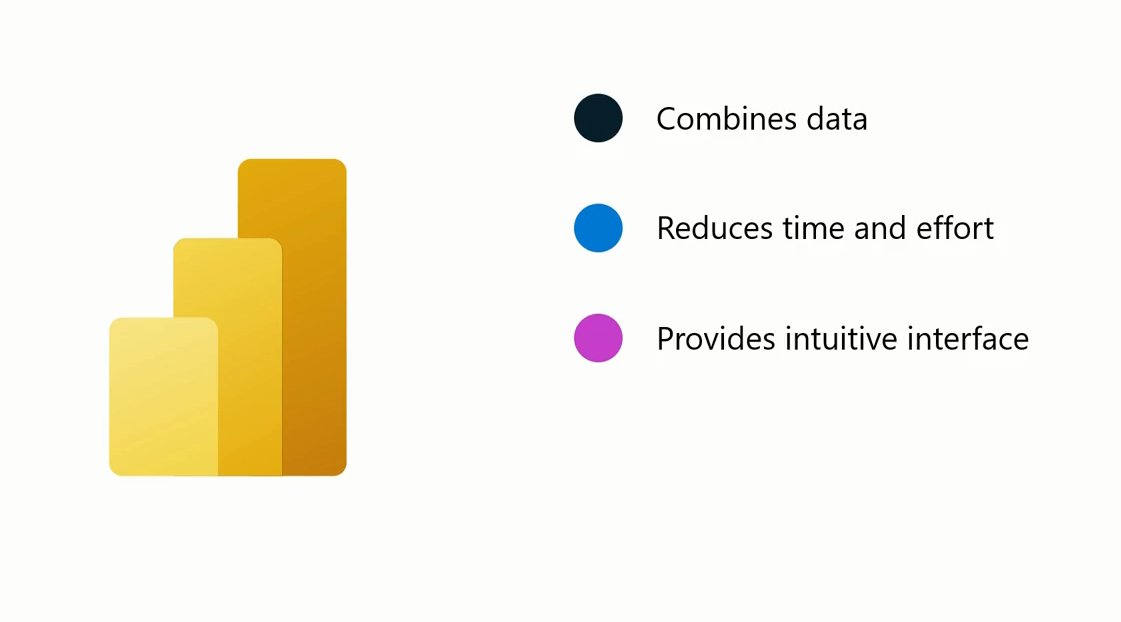 Combines data
Reduces time and effort
Provides intuitive interface